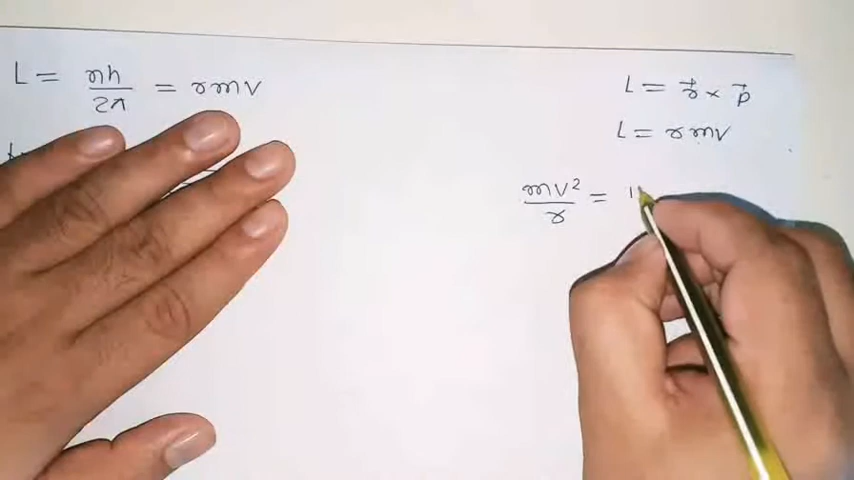 L = nh/2π = rmv
L = r⃗ × p⃗
L = rmv
mv²/r =